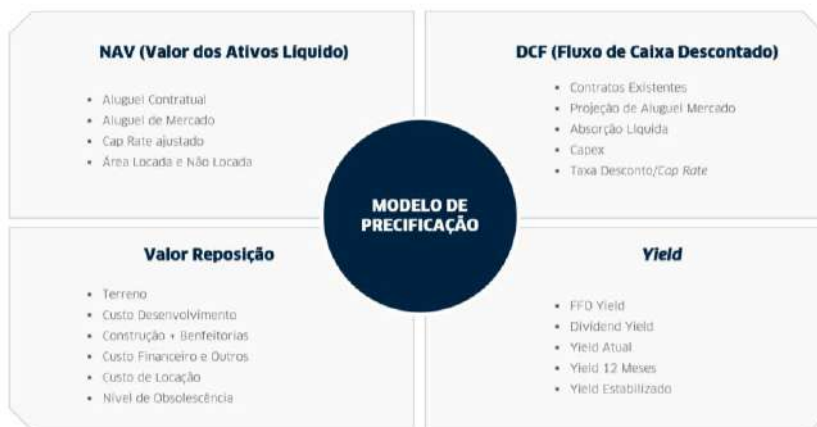 NAV (Valor dos Ativos Líquido)
• Aluguel Contratual
• Aluguel de Mercado
• Cap Rate ajustado
• Área Locada e Não Locada
DCF (Fluxo de Caixa Descontado)
• Contratos Existentes
• Projeção de Aluguel Mercado
• Absorção Líquida
• Capex
• Taxa Desconto/Cap Rate
MODELO DE
PRECIFICAÇÃO
Valor Reposição
• Terreno
• Custo Desenvolvimento
• Construção + Benfeitorias
• Custo Financeiro e Outros
• Custo de Locação
• Nível de Obsolescência
Yield
• FFO Yield
• Dividend Yield
• Yield Atual
• Yield 12 Meses
• Yield Estabilizado